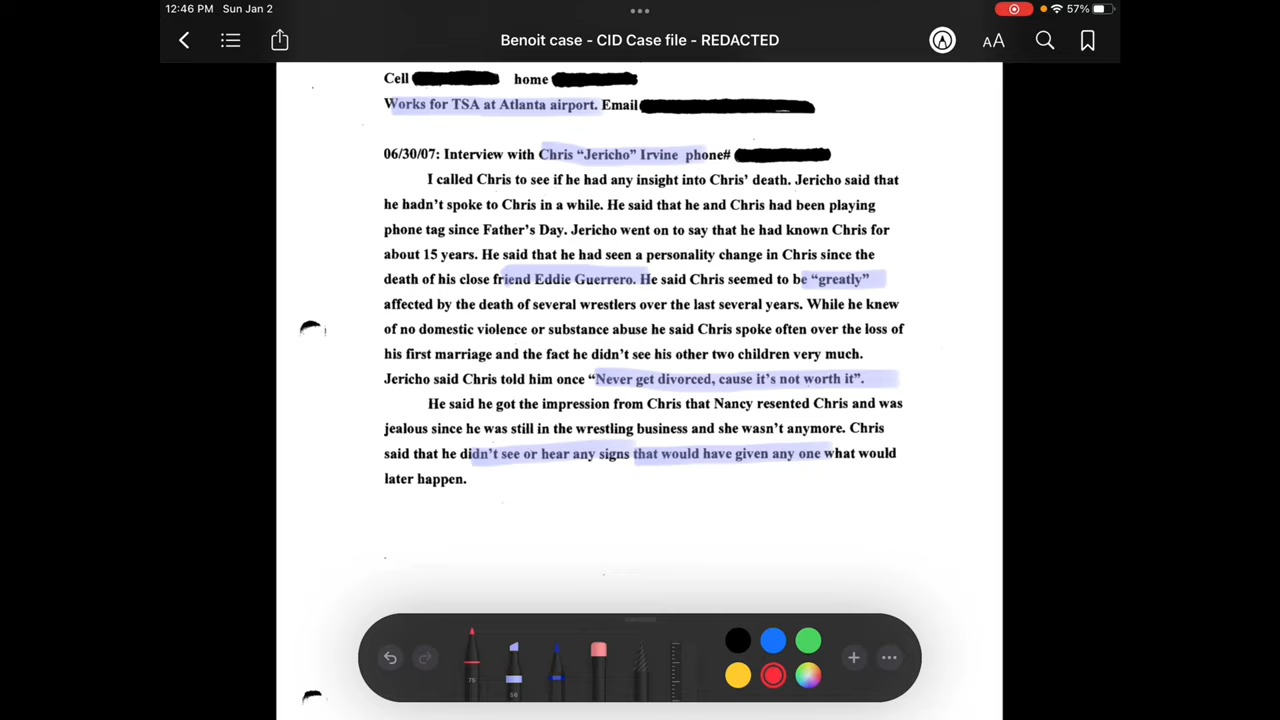 12:46 PM Sun Jan 2
57%
Benoit case - CID Case file - REDACTED
AA
Cell home
Works for TSA at Atlanta airport. Email
06/30/07: Interview with Chris “Jericho” Irvine phone#
I called Chris to see if he had any insight into Chris’ death. Jericho said that
he hadn’t spoke to Chris in a while. He said that he and Chris had been playing
phone tag since Father’s Day. Jericho went on to say that he had known Chris for
about 15 years. He said that he had seen a personality change in Chris since the
death of his close friend Eddie Guerrero. He said Chris seemed to be “greatly”
affected by the death of several wrestlers over the last several years. While he knew
of no domestic violence or substance abuse he said Chris spoke often over the loss of
his first marriage and the fact he didn’t see his other two children very much.
Jericho said Chris told him once “Never get divorced, cause it’s not worth it”.
He said he got the impression from Chris that Nancy resented Chris and was
jealous since he was still in the wrestling business and she wasn’t anymore. Chris
said that he didn’t see or hear any signs that would have given any one what would
later happen.
75
56